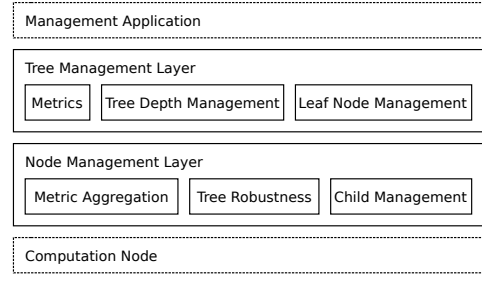 Management Application
Tree Management Layer
Metrics Tree Depth Management Leaf Node Management
Node Management Layer
Metric Aggregation Tree Robustness Child Management
Computation Node